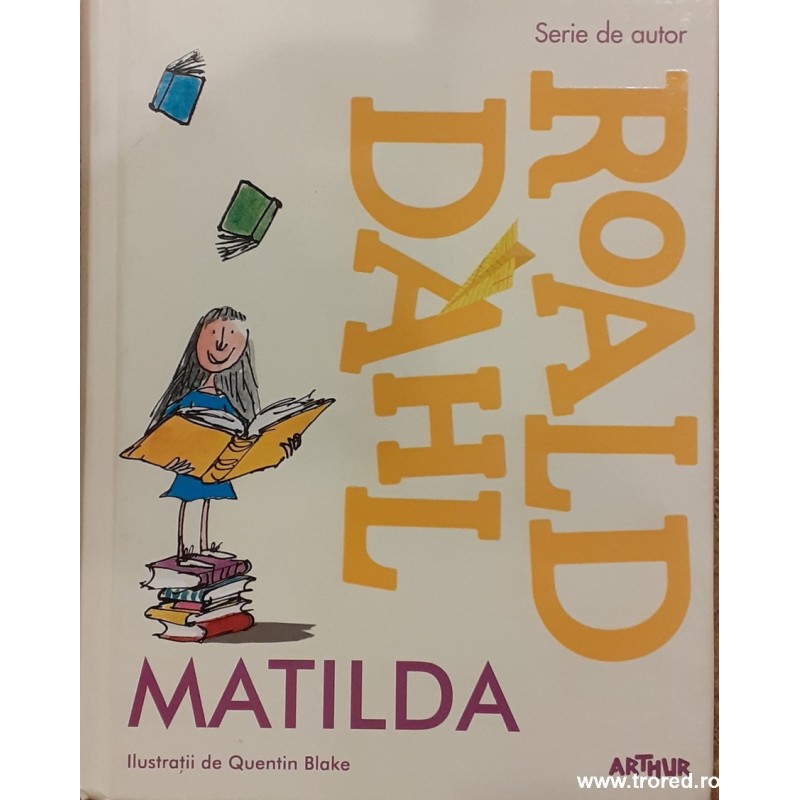 Serie de autor
ROALD
DAHL
MATILDA
Ilustrații de Quentin Blake
ARTHUR
www.trored.ro